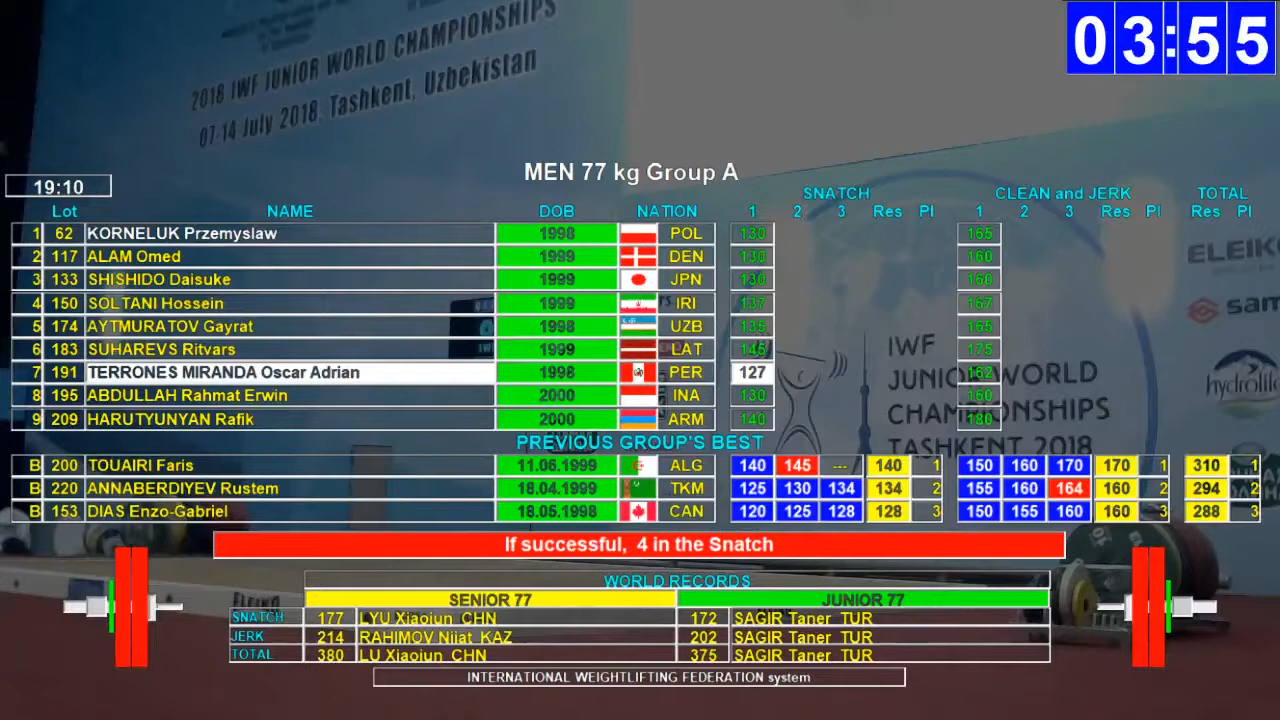 03:55
2018 IWF JUNIOR WORLD CHAMPIONSHIPS
07-14 July 2018, Tashkent, Uzbekistan
MEN 77 kg Group A
19:10
SNATCH CLEAN and JERK TOTAL
Lot NAME DOB NATION 1 2 3 Res Pl 1 2 3 Res Pl Res Pl
1 62 KORNELUK Przemyslaw 1998 POL 130 165
2 117 ALAM Omed 1999 DEN 130 160
3 133 SHISHIDO Daisuke 1999 JPN 130 160
4 150 SOLTANI Hossein 1999 IRI 137 167
5 174 AYTMURATOV Gayrat 1998 UZB 135 165
6 183 SUHAREVS Ritvars 1999 LAT 145 175
7 191 TERRONES MIRANDA Oscar Adrian 1998 PER 127 162
8 195 ABDULLAH Rahmat Erwin 2000 INA 130 160
9 209 HARUTYUNYAN Rafik 2000 ARM 140 180
PREVIOUS GROUP'S BEST
B 200 TOUAIRI Faris 11.06.1999 ALG 140 145 --- 140 1 150 160 170 170 1 310 1
B 220 ANNABERDIYEV Rustem 18.04.1999 TKM 125 130 134 134 2 155 160 164 160 2 294 2
B 153 DIAS Enzo-Gabriel 18.05.1998 CAN 120 125 128 128 3 150 155 160 160 3 288 3
If successful, 4 in the Snatch
WORLD RECORDS
SENIOR 77 JUNIOR 77
SNATCH 177 LYU Xiaojun CHN 172 SAGIR Taner TUR
JERK 214 RAHIMOV Nijat KAZ 202 SAGIR Taner TUR
TOTAL 380 LU Xiaojun CHN 375 SAGIR Taner TUR
INTERNATIONAL WEIGHTLIFTING FEDERATION system
ELEIKO
IWF
JUNIOR WORLD
CHAMPIONSHIPS
TASHKENT 2018
ELEIKO